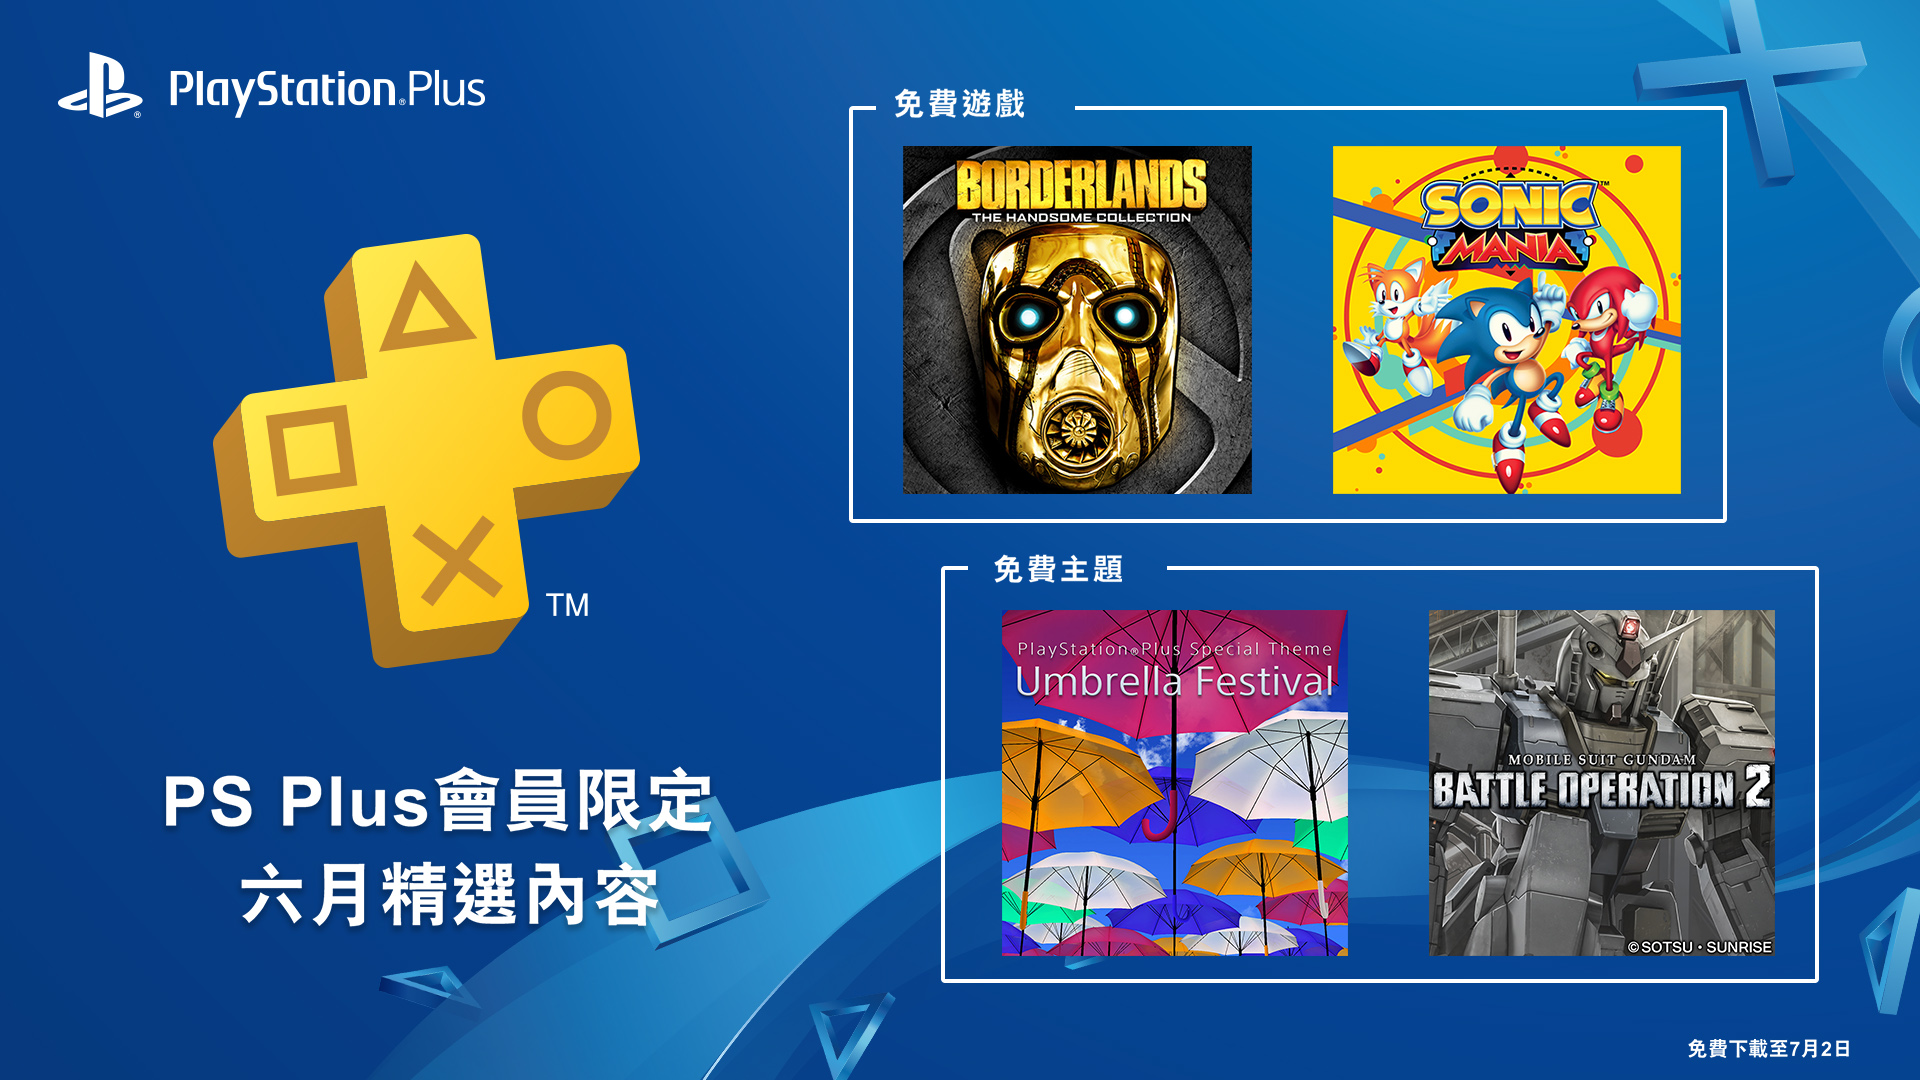 PlayStation®Plus
免費遊戲
BORDERLANDS
THE HANDSOME COLLECTION
SONIC™
MANIA
TM
免費主題
PlayStation®Plus Special Theme
Umbrella Festival
MOBILE SUIT GUNDAM
BATTLE OPERATION 2
©SOTSU・SUNRISE
PS Plus會員限定
六月精選內容
免費下載至7月2日